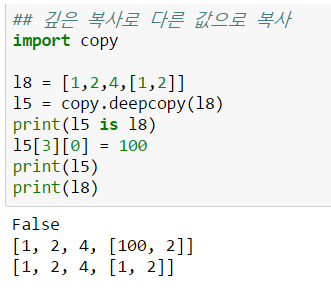 ## 깊은 복사로 다른 값으로 복사
import copy

l8 = [1,2,4,[1,2]]
l5 = copy.deepcopy(l8)
print(l5 is l8)
l5[3][0] = 100
print(l5)
print(l8)
False
[1, 2, 4, [100, 2]]
[1, 2, 4, [1, 2]]